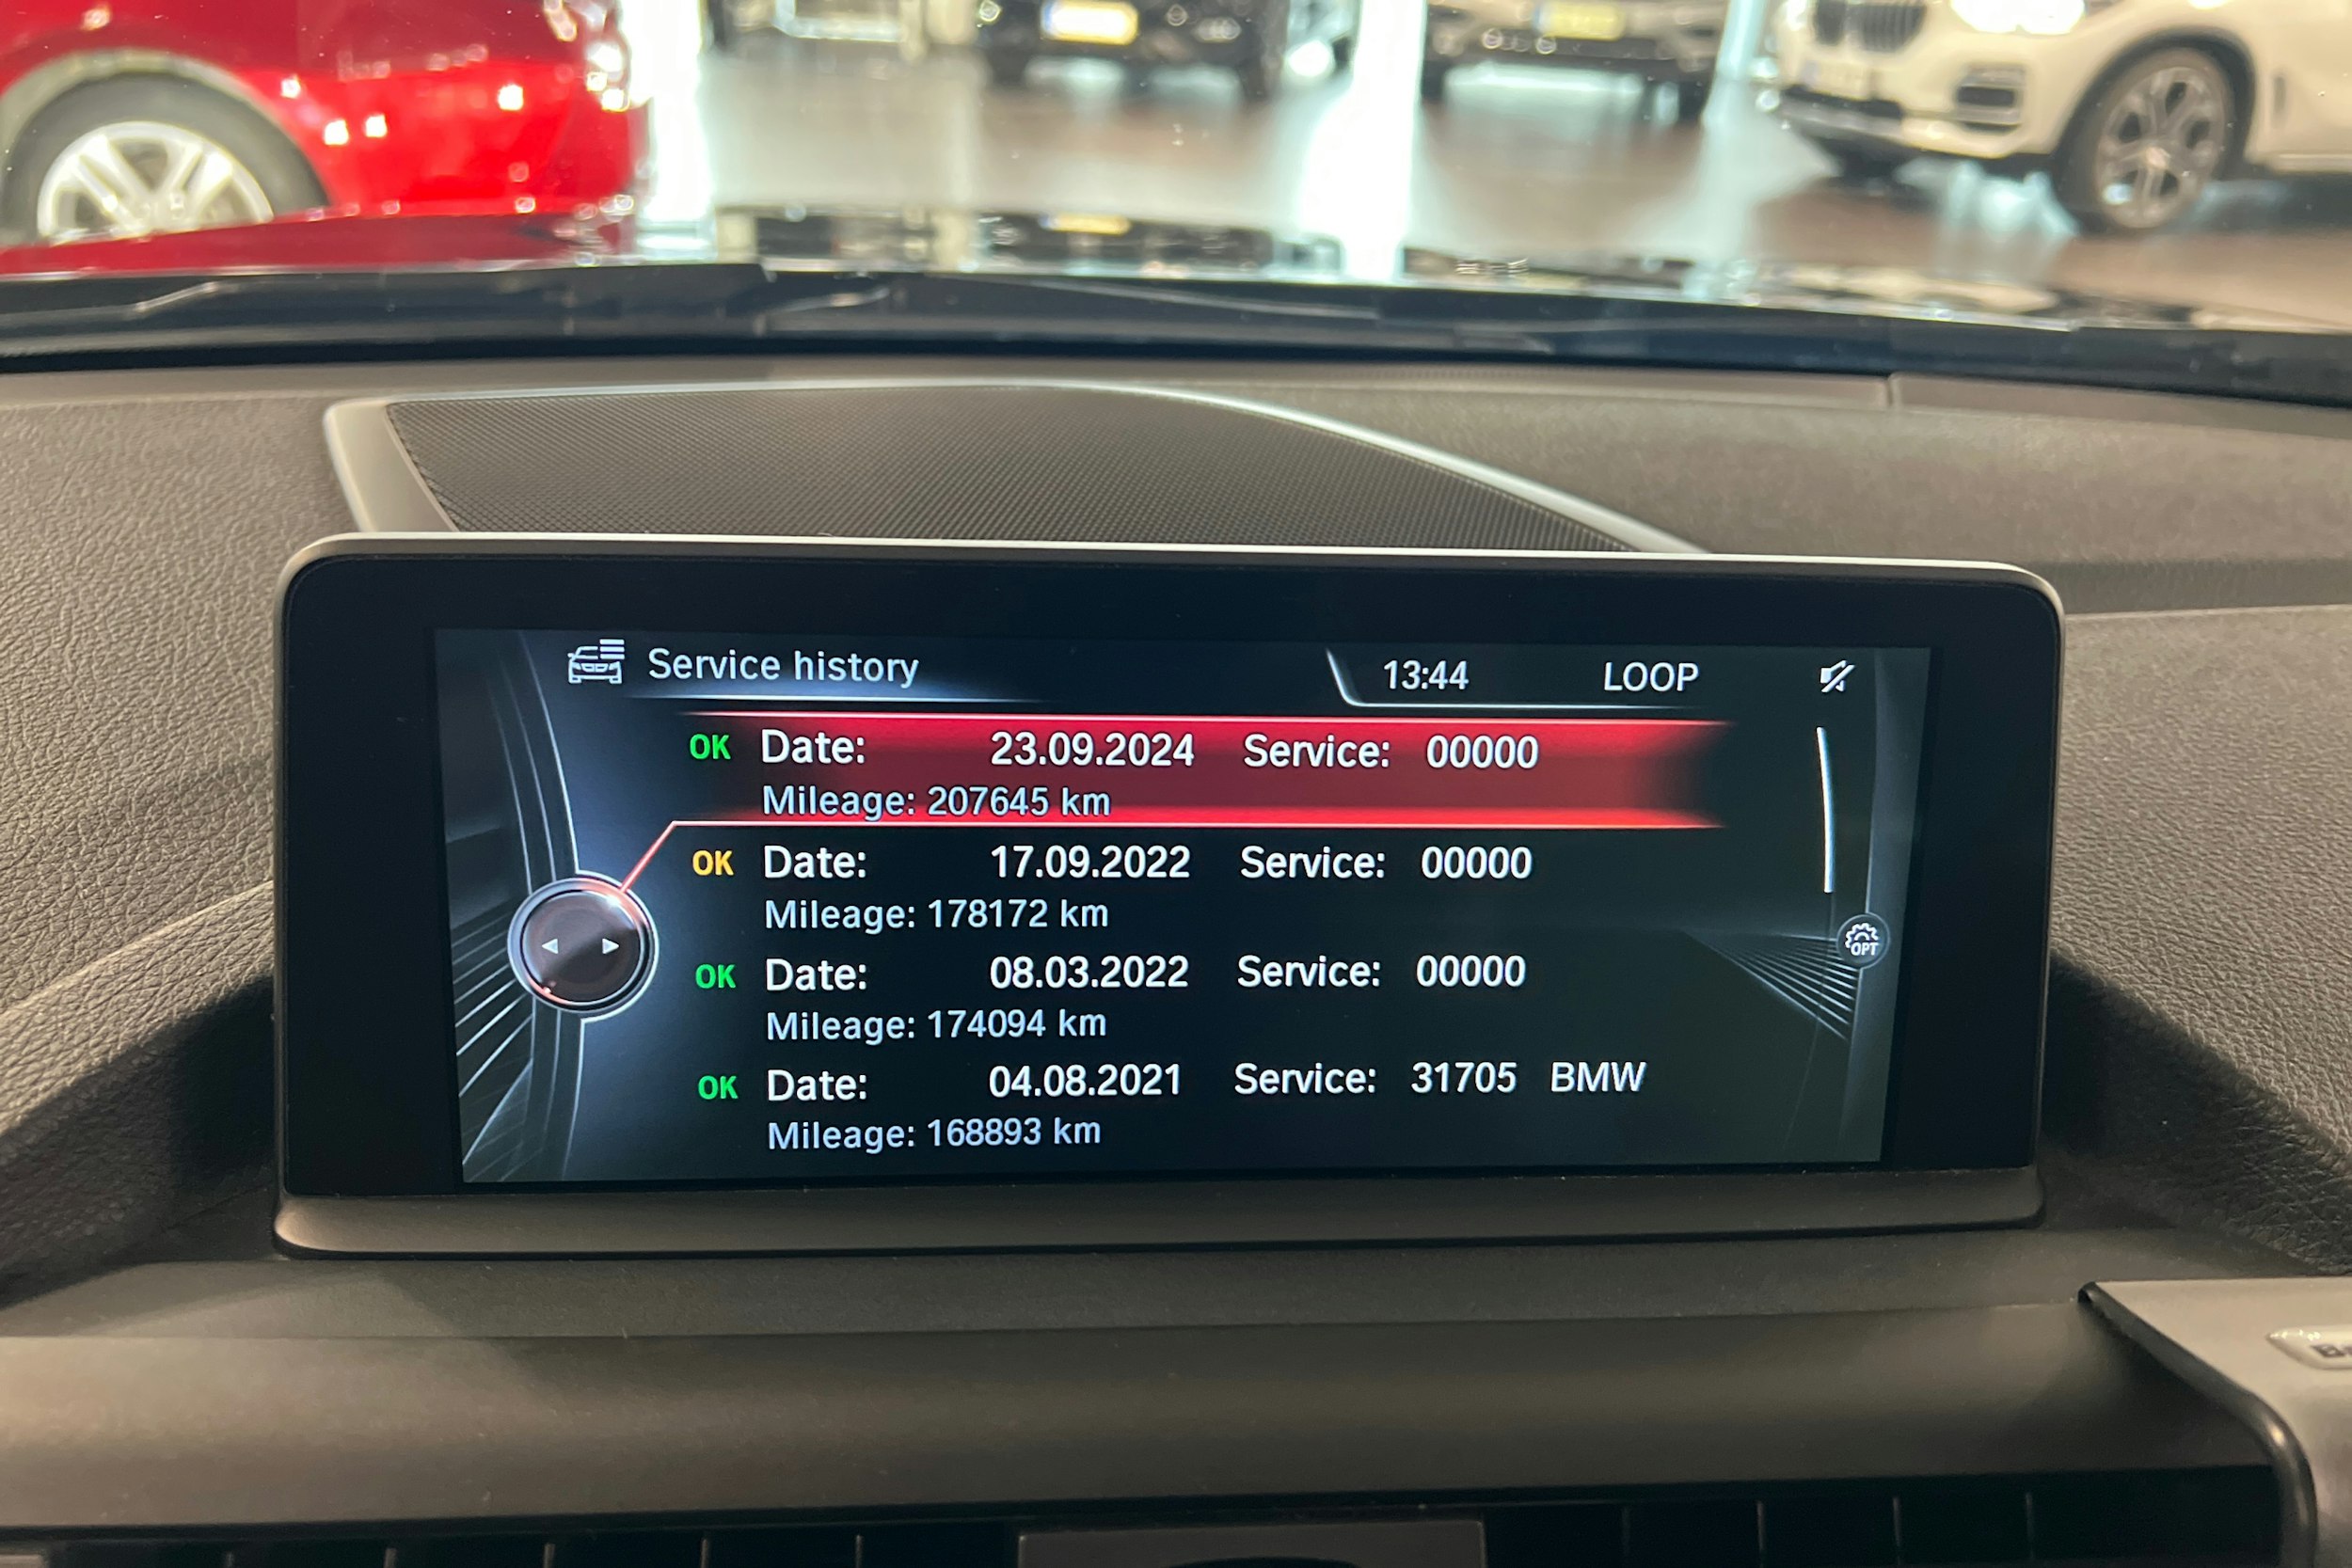 Service history 13:44 LOOP
OK Date: 23.09.2024 Service: 00000
Mileage: 207645 km
OK Date: 17.09.2022 Service: 00000
Mileage: 178172 km
OPT
OK Date: 08.03.2022 Service: 00000
Mileage: 174094 km
OK Date: 04.08.2021 Service: 31705 BMW
Mileage: 168893 km